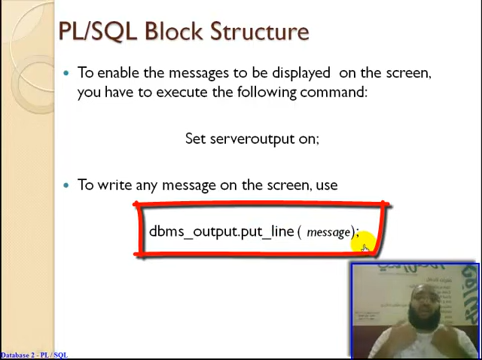 PL/SQL Block Structure
• To enable the messages to be displayed on the screen,
you have to execute the following command:
Set serveroutput on;
• To write any message on the screen, use
dbms_output.put_line ( message);
Database 2 - PL / SQL